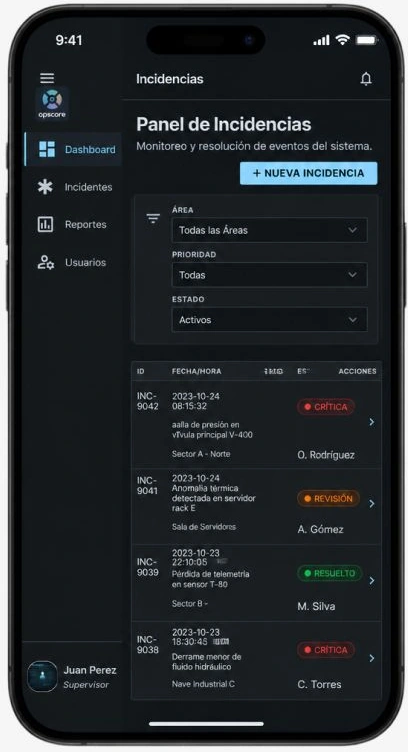 9:41
opscore
Dashboard
Incidentes
Reportes
Usuarios
Juan Perez
Supervisor
Incidencias
Panel de Incidencias
Monitoreo y resolución de eventos del sistema.
+ NUEVA INCIDENCIA
ÁREA
Todas las Áreas
PRIORIDAD
Todas
ESTADO
Activos
ID FECHA/HORA EST ACCIONES
INC-
9042
2023-10-24
08:15:32
aalla de presión en
vȚvula principal V-400
Sector A - Norte
CRÍTICA
O. Rodríguez
INC-
9041
2023-10-24
Anomalía térmica
detectada en servidor
rack E
Sala de Servidores
REVISIÓN
A. Gómez
INC-
9039
2023-10-23
22:10:05
Pérdida de telemetría
en sensor T-80
Sector B -
RESUELTO
M. Silva
INC-
9038
2023-10-23
18:30:45
Derrame menor de
fluido hidráulico
Nave Industrial C
CRÍTICA
C. Torres